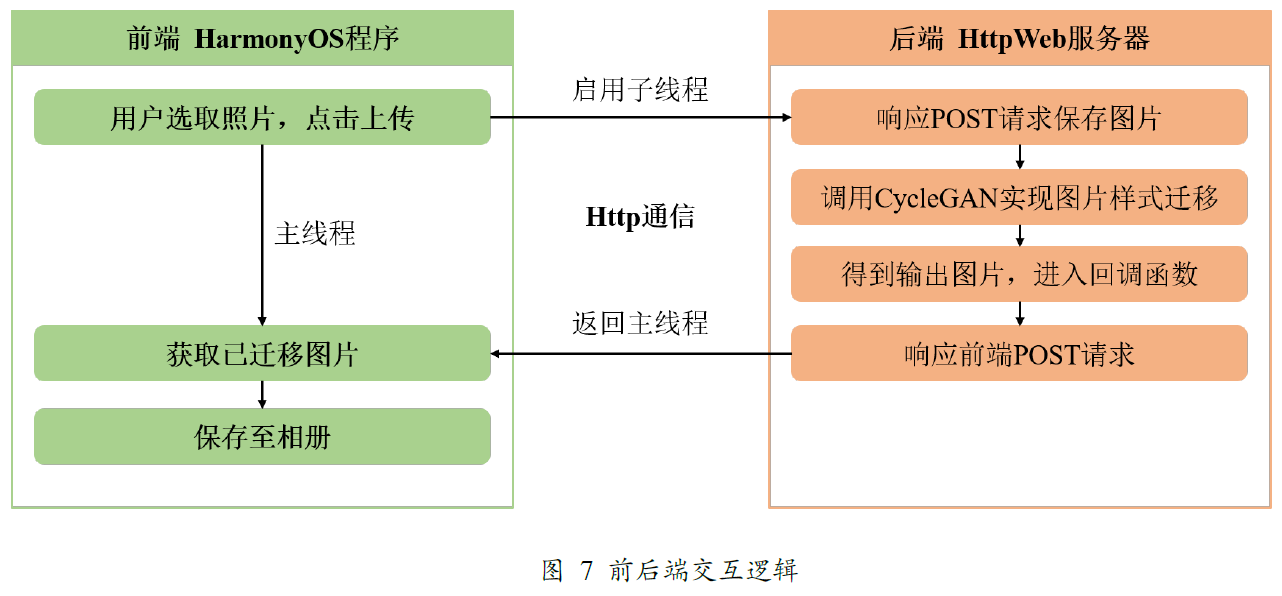 前端 HarmonyOS程序
用户选取照片，点击上传
主线程
获取已迁移图片
保存至相册
启用子线程
Http通信
返回主线程
后端 HttpWeb服务器
响应POST请求保存图片
调用CycleGAN实现图片样式迁移
得到输出图片，进入回调函数
响应前端POST请求
图 7 前后端交互逻辑